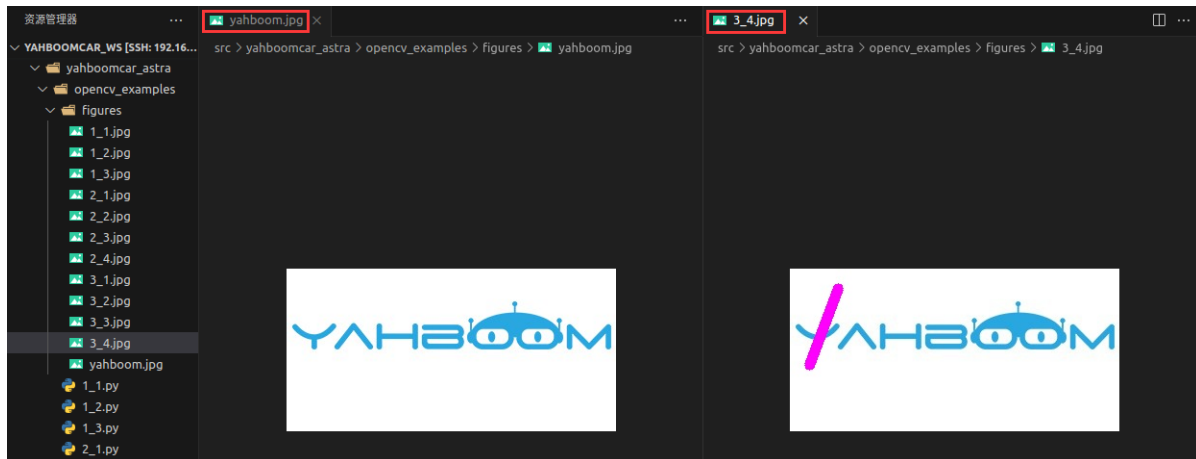 资源管理器 ...
YAHBOOMCAR_WS [SSH: 192.16...
yahboomcar_astra
opencv_examples
figures
1_1.jpg
1_2.jpg
1_3.jpg
2_1.jpg
2_2.jpg
2_3.jpg
2_4.jpg
3_1.jpg
3_2.jpg
3_3.jpg
3_4.jpg
yahboom.jpg
1_1.py
1_2.py
1_3.py
2_1.py
yahboom.jpg ...
src > yahboomcar_astra > opencv_examples > figures > yahboom.jpg
YAHBOOM
3_4.jpg ...
src > yahboomcar_astra > opencv_examples > figures > 3_4.jpg
YAHBOOM